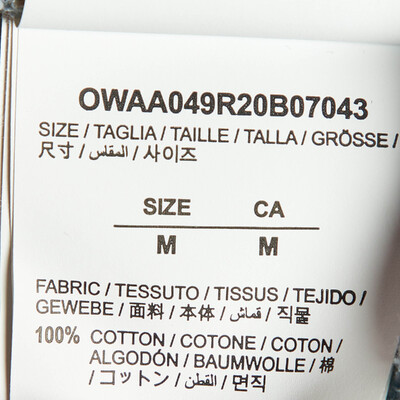 OWAA049R20B07043
SIZE / TAGLIA / TAILLE / TALLA / GRÖSSE /
尺寸 / المقاس / 사이즈
SIZE CA
M M
FABRIC / TESSUTO / TISSUS / TEJIDO /
GEWEBE / 面料 / 本体 / قماش / 직물
100% COTTON / COTONE / COTON /
ALGODÓN / BAUMWOLLE / 棉
/ コットン / القطن / 면직